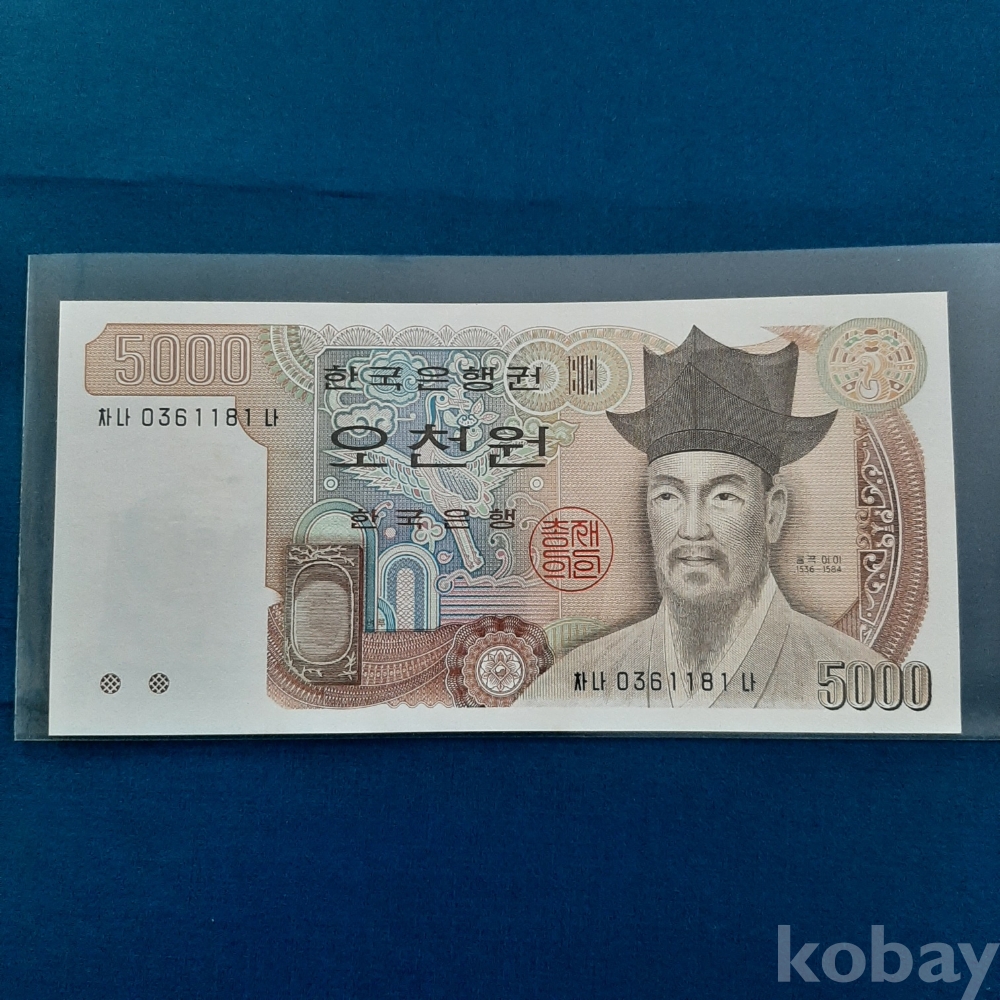 5000
한국은행권
차나 0361181 나
오천원
한국은행
총재의인
율곡 이이
1536-1584
차나 0361181 나
5000
kobay